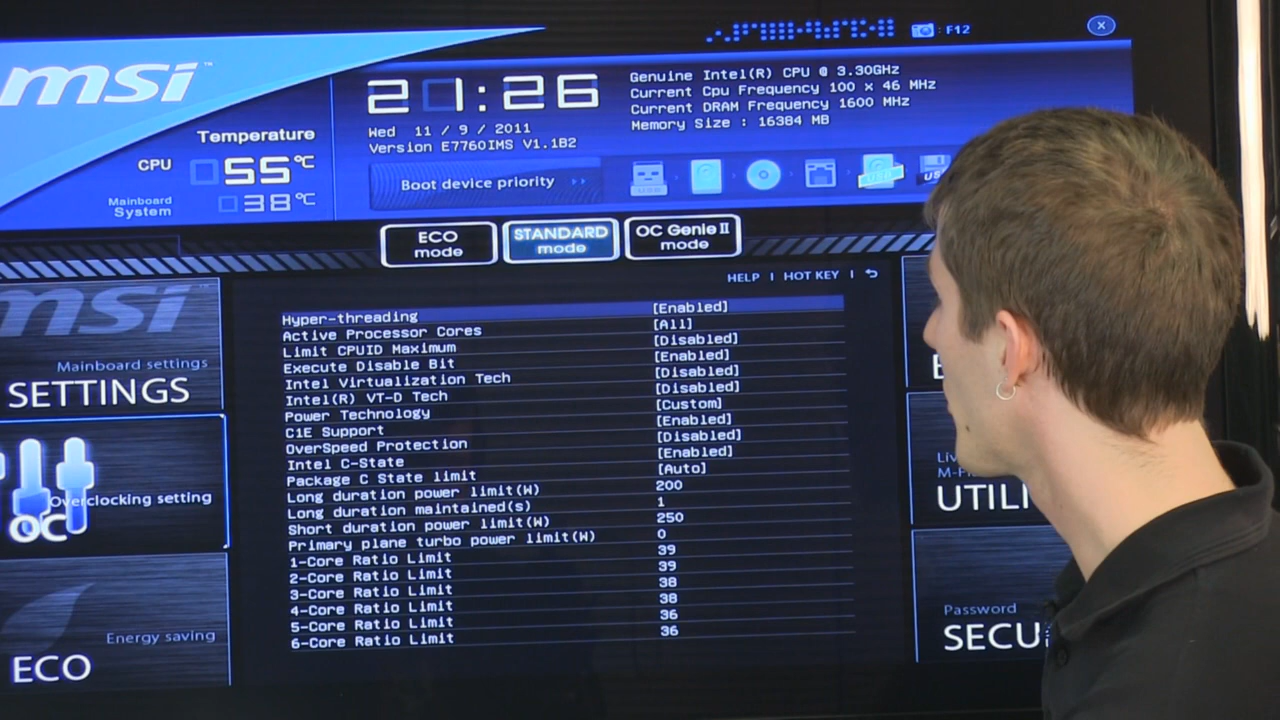 msi™
: F12
X
21:26
Wed 11 / 9 / 2011
Version E7760IMS V1.1B2
Genuine Intel(R) CPU @ 3.30GHz
Current Cpu Frequency 100 x 46 MHz
Current DRAM Frequency 1600 MHz
Memory Size : 16384 MB
Temperature
CPU 55°C
Mainboard System 38°C
Boot device priority
USB
USB
USB
ECO mode
STANDARD mode
OC Genie II mode
HELP | HOT KEY |
msi
Mainboard settings
SETTINGS
Overclocking setting
OC
Energy saving
ECO
Hyper-threading [Enabled]
Active Processor Cores [All]
Limit CPUID Maximum [Disabled]
Execute Disable Bit [Enabled]
Intel Virtualization Tech [Disabled]
Intel(R) VT-D Tech [Disabled]
Power Technology [Custom]
C1E Support [Enabled]
OverSpeed Protection [Disabled]
Intel C-State [Enabled]
Package C State limit [Auto]
Long duration power limit(W) 200
Long duration maintained(s) 1
Short duration power limit(W) 250
Primary plane turbo power limit(W) 0
1-Core Ratio Limit 39
2-Core Ratio Limit 39
3-Core Ratio Limit 38
4-Core Ratio Limit 38
5-Core Ratio Limit 36
6-Core Ratio Limit 36
UTILI
Password
SECU